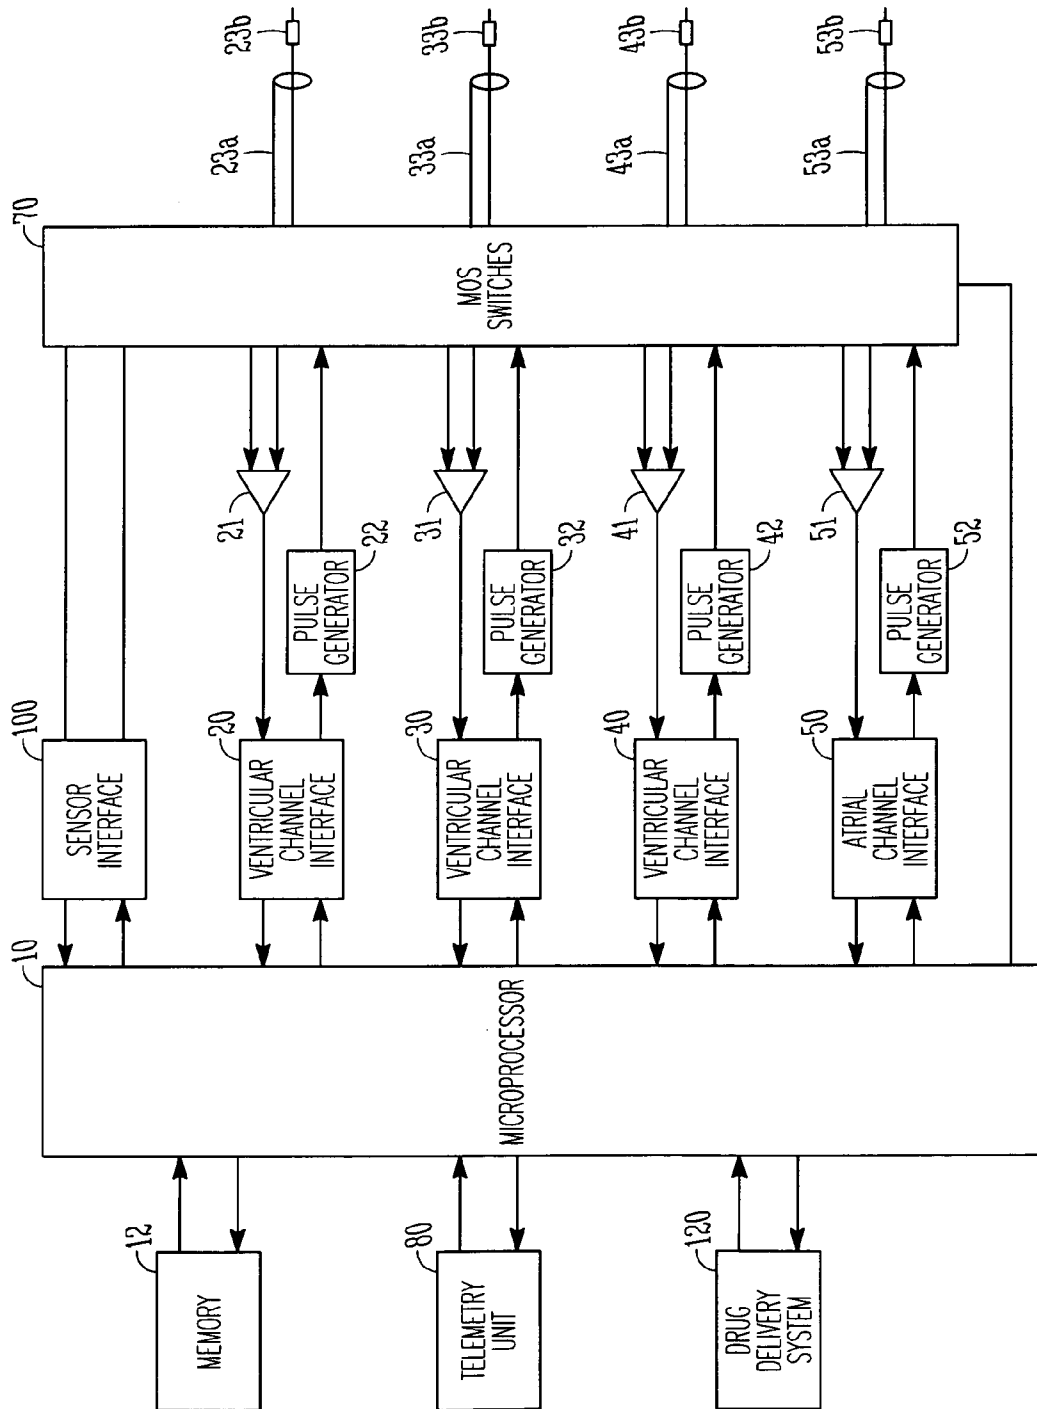 12
MEMORY
80
TELEMETRY
UNIT
120
DRUG
DELIVERY
SYSTEM
10
MICROPROCESSOR
100
SENSOR
INTERFACE
20
VENTRICULAR
CHANNEL
INTERFACE
30
VENTRICULAR
CHANNEL
INTERFACE
40
VENTRICULAR
CHANNEL
INTERFACE
50
ATRIAL
CHANNEL
INTERFACE
21
PULSE
GENERATOR
22
31
PULSE
GENERATOR
32
41
PULSE
GENERATOR
42
51
PULSE
GENERATOR
52
70
MOS
SWITCHES
23a
23b
33a
33b
43a
43b
53a
53b